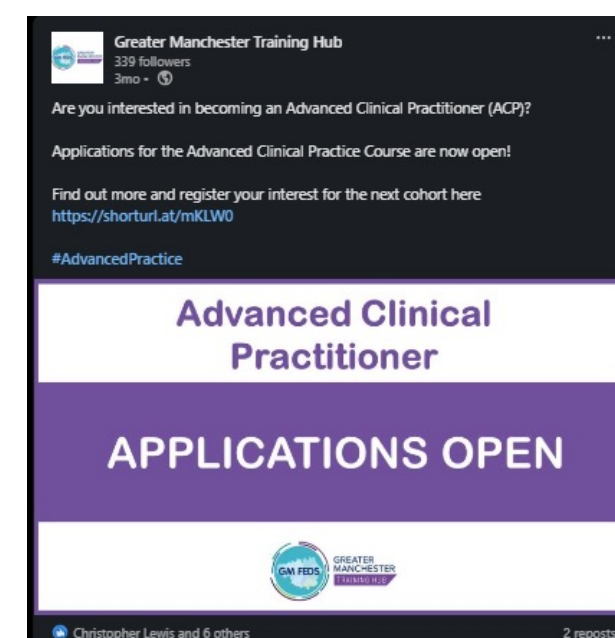 Greater Manchester Training Hub
339 followers
3mo •
Are you interested in becoming an Advanced Clinical Practitioner (ACP)?
Applications for the Advanced Clinical Practice Course are now open!
Find out more and register your interest for the next cohort here
https://shorturl.at/mKLW0
#AdvancedPractice
Advanced Clinical
Practitioner
APPLICATIONS OPEN
GM FEDS
GREATER
MANCHESTER
TRAINING HUB
Christopher Lewis and 6 others
2 reposts